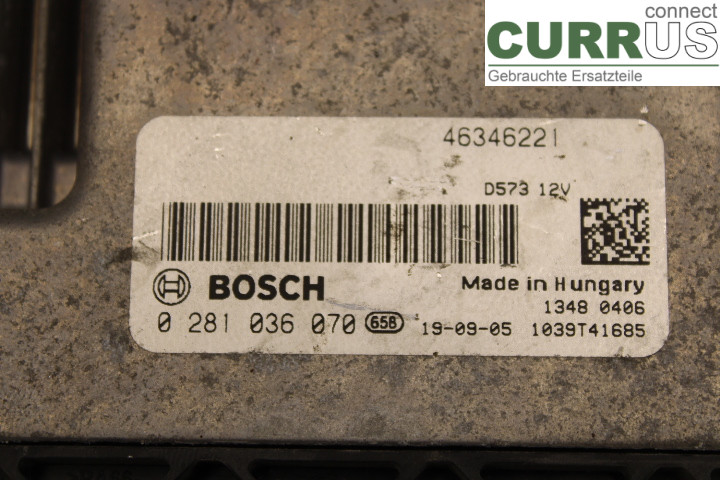 connect
CURRUS
Gebrauchte Ersatzteile
46346221
D573 12V
BOSCH
Made in Hungary
1348 0406
0 281 036 070 658 19-09-05 1039T41685